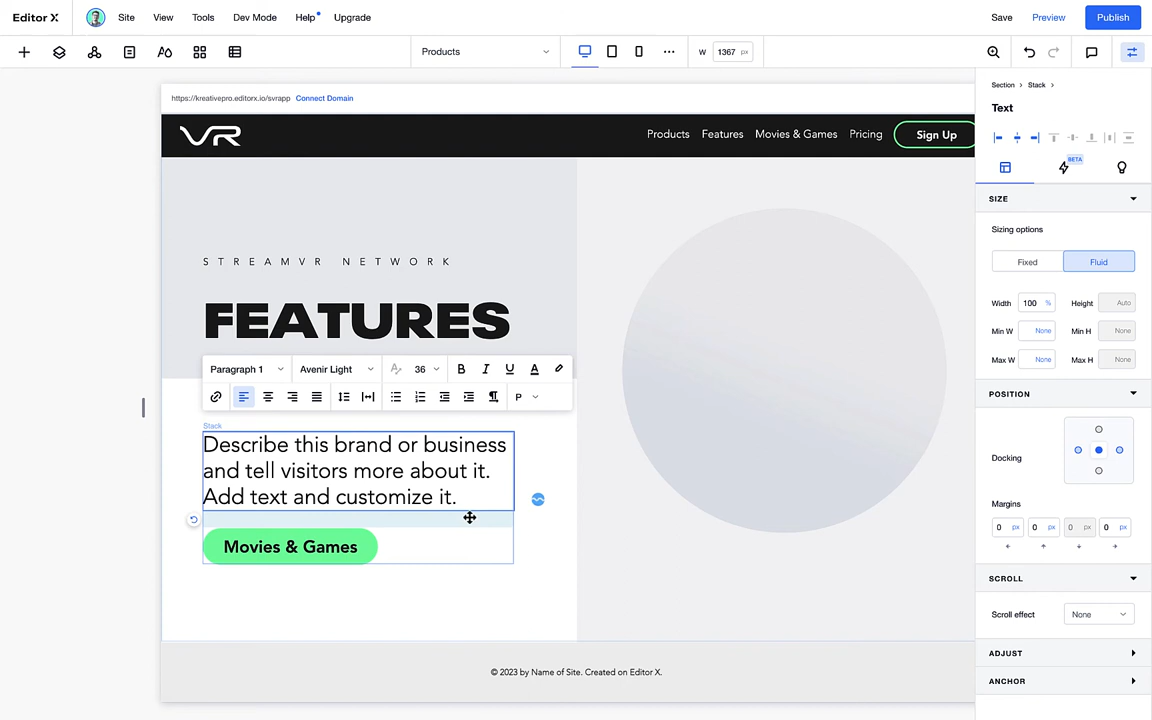 Editor X
Site
View
Tools
Dev Mode
Help
Upgrade
Save
Preview
Publish
Products
W
1367 px
https://kreativepro.editorx.io/svrapp Connect Domain
VR
Products
Features
Movies & Games
Pricing
Sign Up
STREAMVR NETWORK
FEATURES
Paragraph 1
Avenir Light
36
B
I
U
A
P
Stack
Describe this brand or business
and tell visitors more about it.
Add text and customize it.
Movies & Games
© 2023 by Name of Site. Created on Editor X.
Section > Stack >
Text
BETA
SIZE
Sizing options
Fixed
Fluid
Width 100 % Height Auto
Min W None Min H None
Max W None Max H None
POSITION
Docking
Margins
0 px 0 px 0 px 0 px
SCROLL
Scroll effect None
ADJUST
ANCHOR